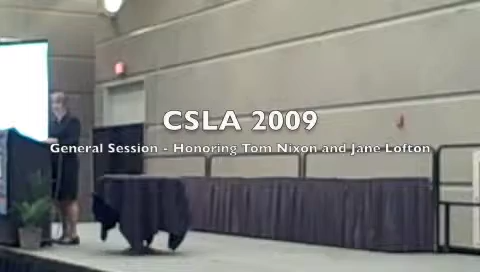 CSLA 2009
General Session - Honoring Tom Nixon and Jane Lofton